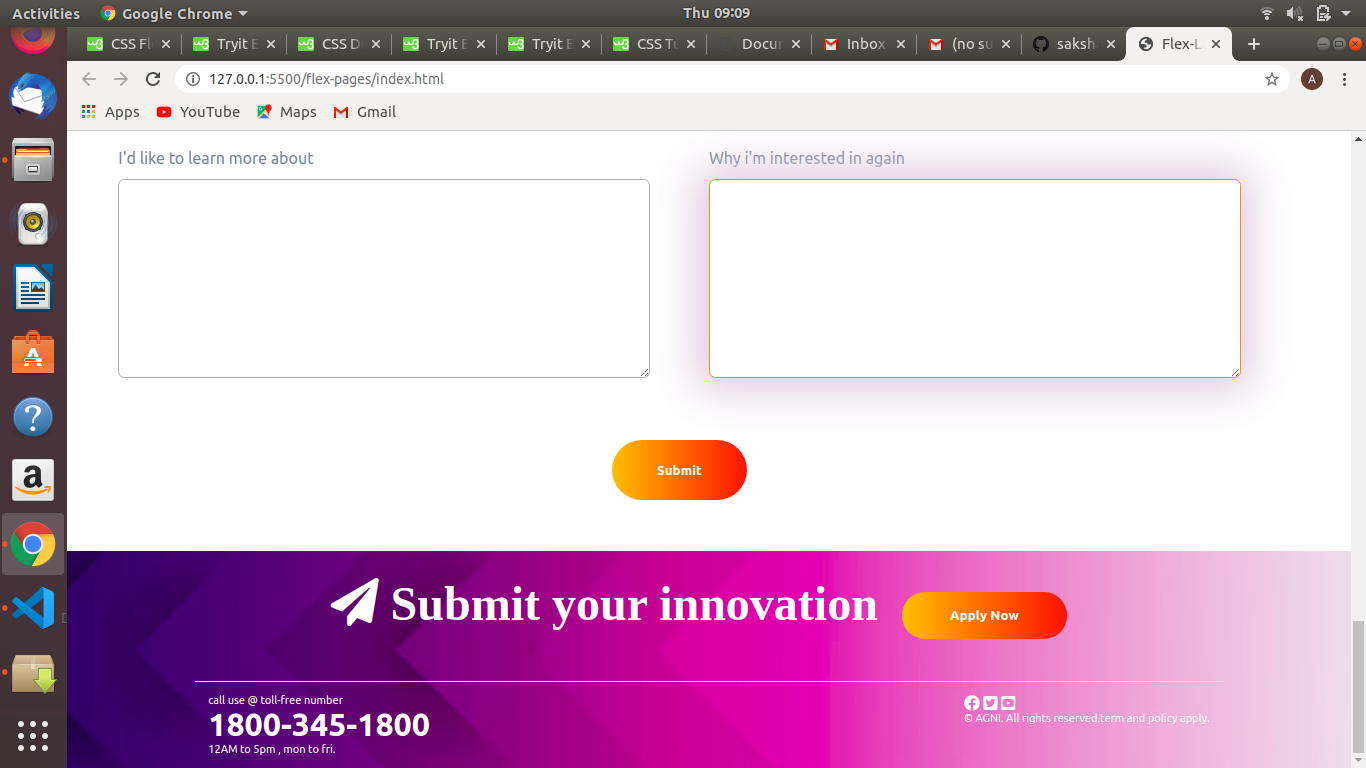 Activities Google Chrome Thu 09:09
CSS Fl Tryit E CSS D Tryit E Tryit E CSS Tu Docur Inbox (no su saksh Flex-L
127.0.0.1:5500/flex-pages/index.html A
Apps YouTube Maps Gmail
I'd like to learn more about Why i'm interested in again
Submit
Submit your innovation Apply Now
call use @ toll-free number
1800-345-1800
12AM to 5pm , mon to fri.
© AGNI. All rights reserved.term and policy apply.